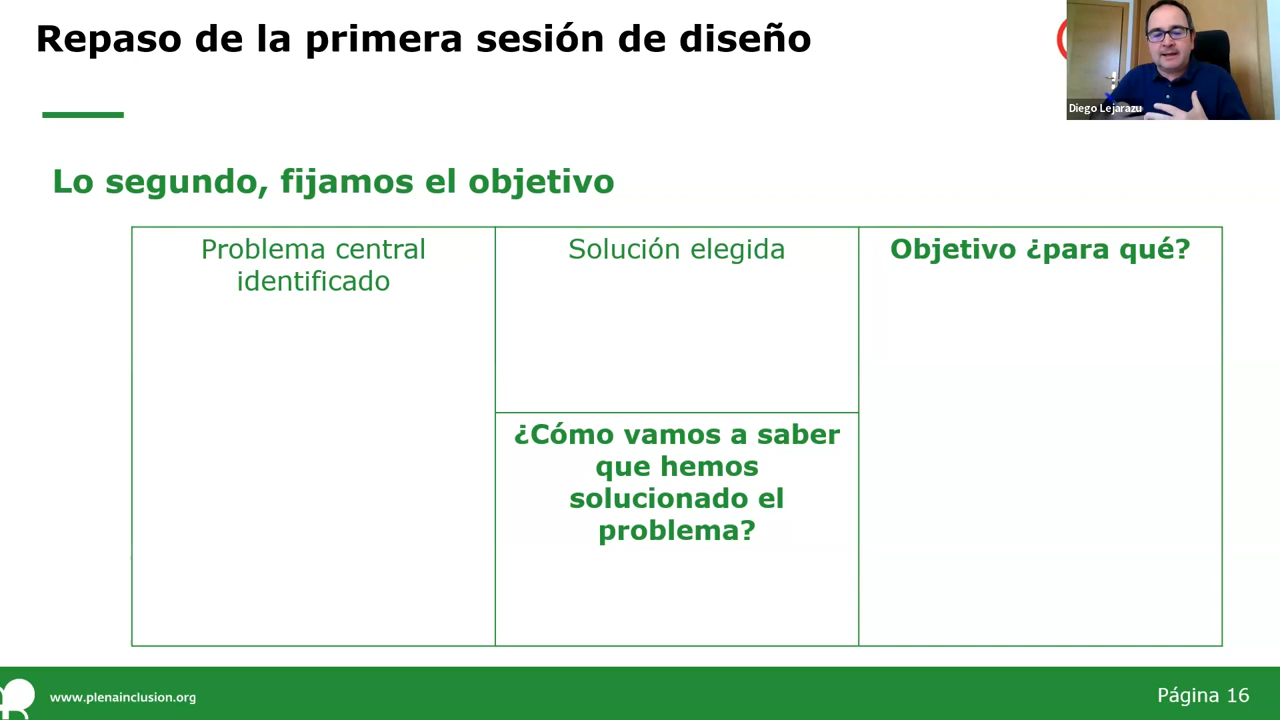 Repaso de la primera sesión de diseño
Diego Lejarazu
Lo segundo, fijamos el objetivo
Problema central
identificado
Solución elegida
¿Cómo vamos a saber
que hemos
solucionado el
problema?
Objetivo ¿para qué?
www.plenainclusion.org
Página 16